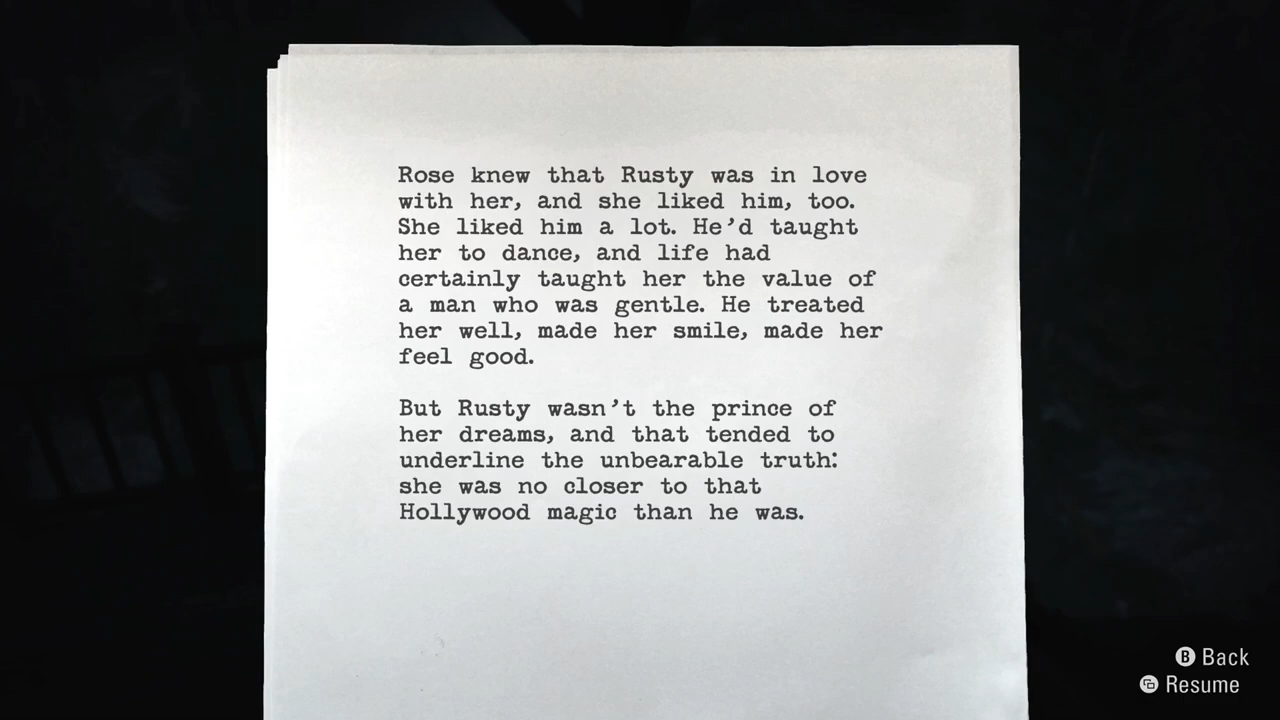 Rose knew that Rusty was in love
with her, and she liked him, too.
She liked him a lot. He’d taught
her to dance, and life had
certainly taught her the value of
a man who was gentle. He treated
her well, made her smile, made her
feel good.
But Rusty wasn’t the prince of
her dreams, and that tended to
underline the unbearable truth:
she was no closer to that
Hollywood magic than he was.
B Back
Resume